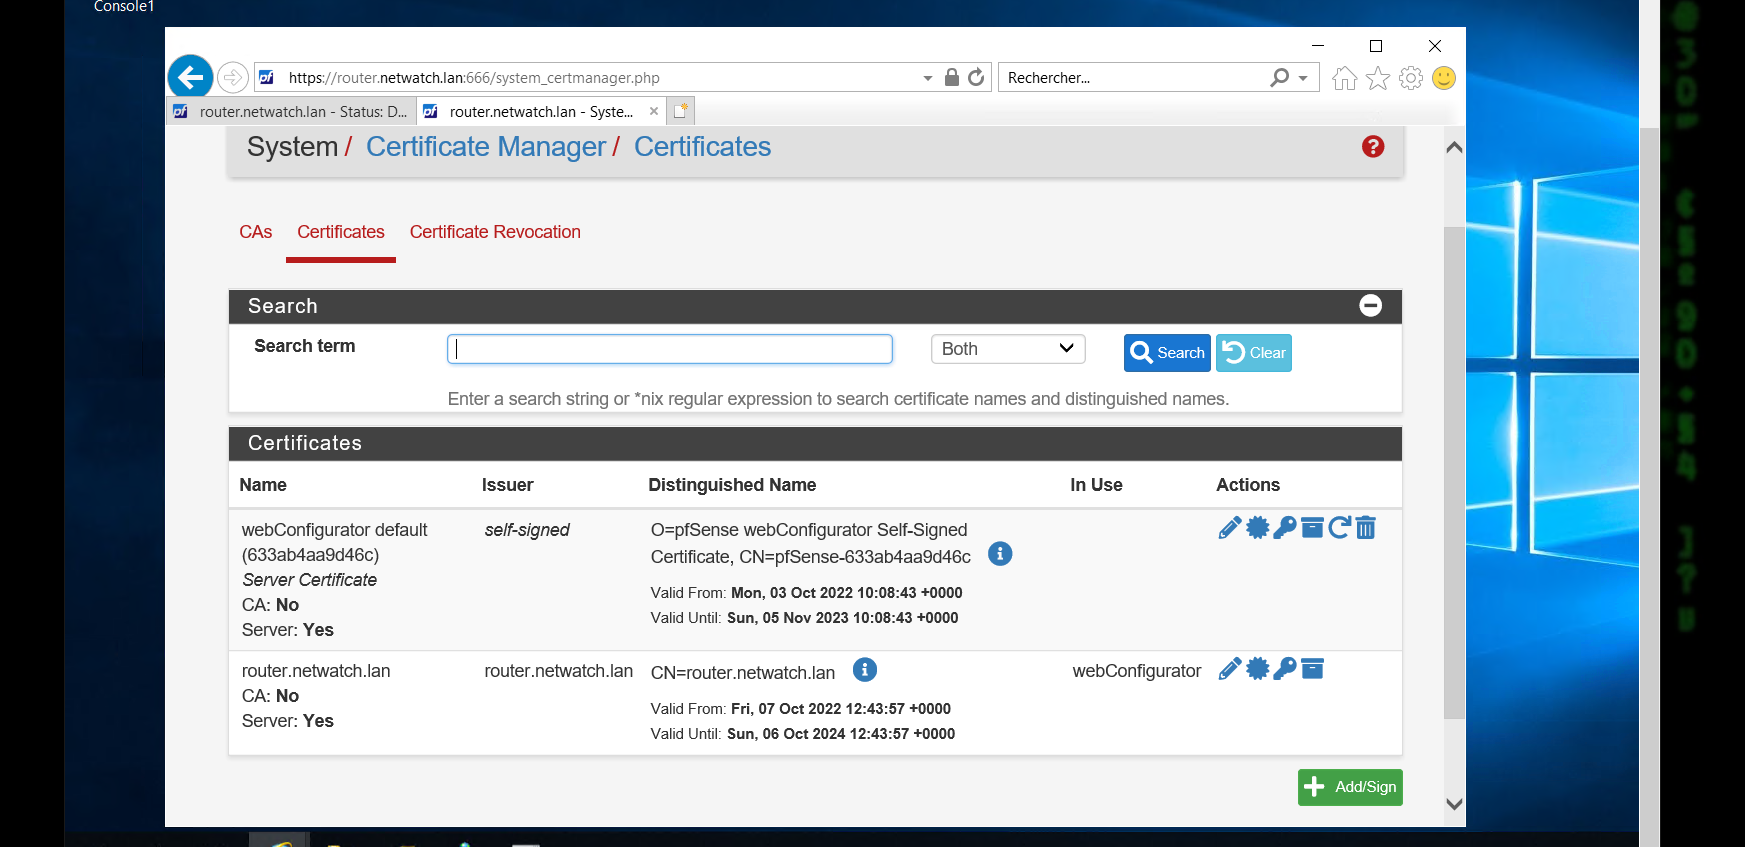 Console1
https://router.netwatch.lan:666/system_certmanager.php
Rechercher...
router.netwatch.lan - Status: D...
router.netwatch.lan - Syste...
System / Certificate Manager / Certificates
CAs Certificates Certificate Revocation
Search
Search term
Both
Search
Clear
Enter a search string or *nix regular expression to search certificate names and distinguished names.
Certificates
Name Issuer Distinguished Name In Use Actions
webConfigurator default
(633ab4aa9d46c)
Server Certificate
CA: No
Server: Yes
self-signed
O=pfSense webConfigurator Self-Signed
Certificate, CN=pfSense-633ab4aa9d46c
Valid From: Mon, 03 Oct 2022 10:08:43 +0000
Valid Until: Sun, 05 Nov 2023 10:08:43 +0000
router.netwatch.lan
CA: No
Server: Yes
router.netwatch.lan
CN=router.netwatch.lan
Valid From: Fri, 07 Oct 2022 12:43:57 +0000
Valid Until: Sun, 06 Oct 2024 12:43:57 +0000
webConfigurator
Add/Sign